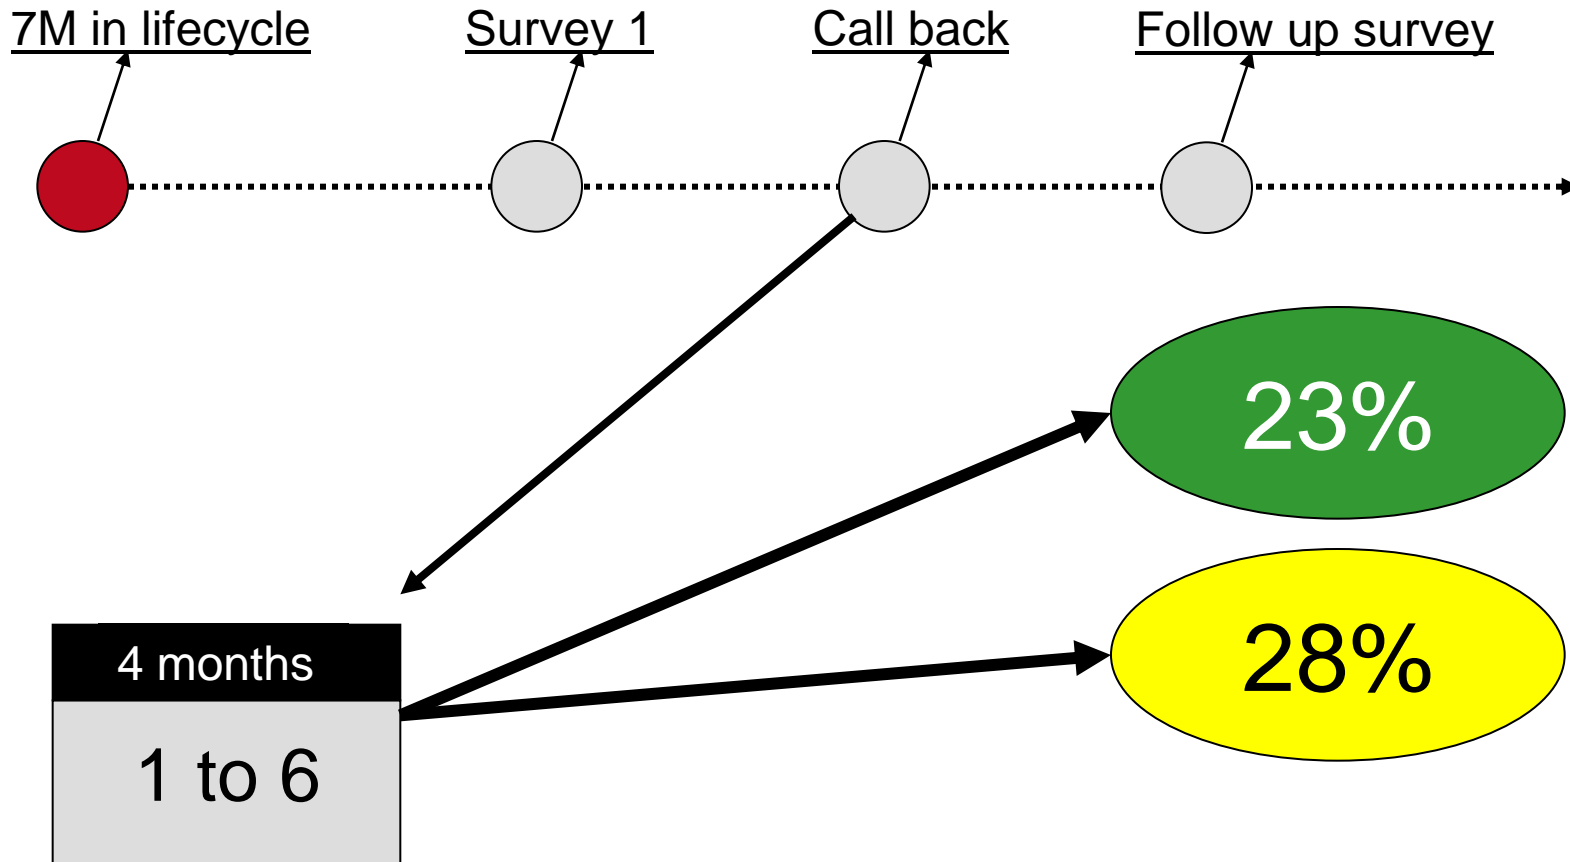 7M in lifecycle
Survey 1
Call back
Follow up survey
23%
28%
4 months
1 to 6